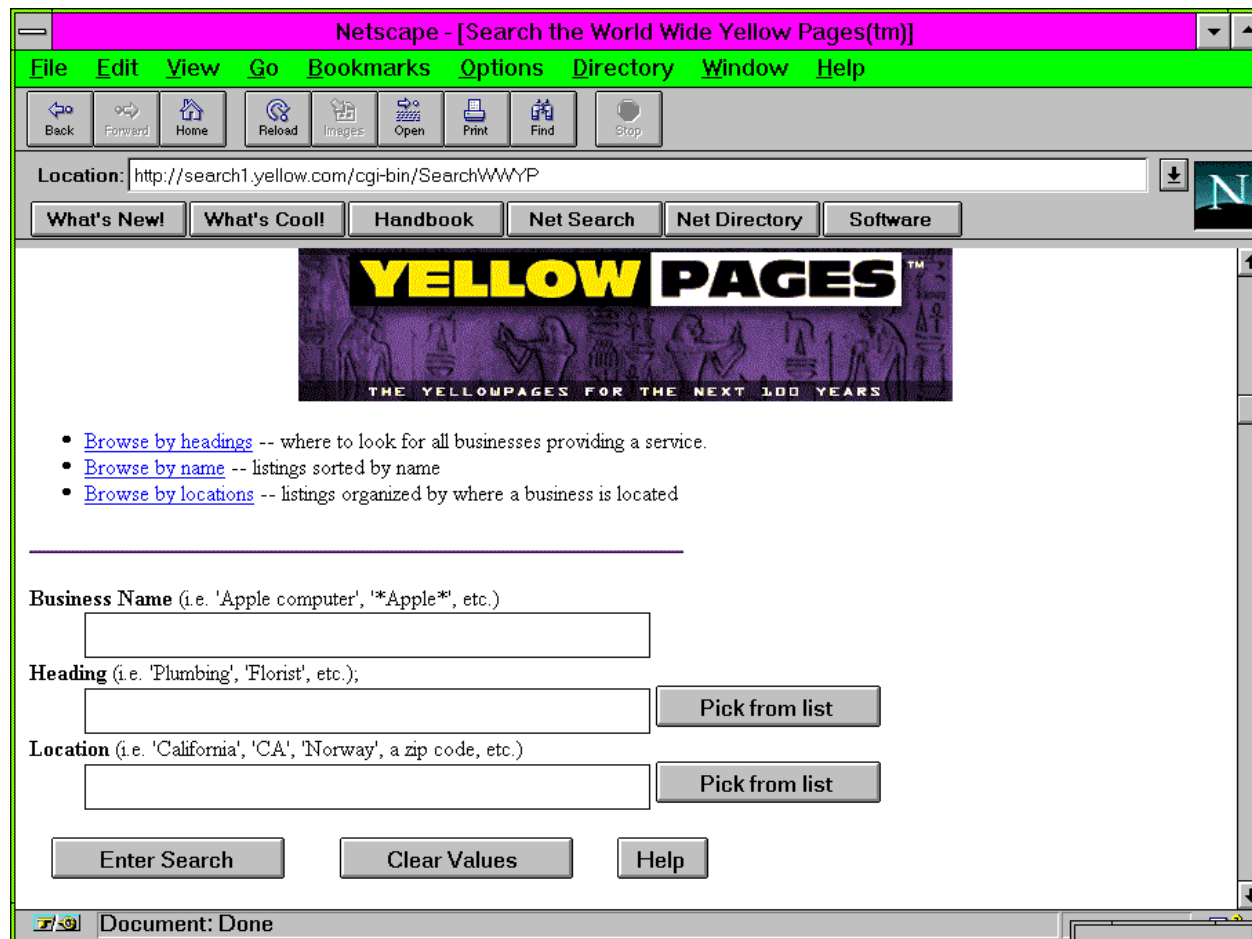 Netscape - [Search the World Wide Yellow Pages(tm)]
File Edit View Go Bookmarks Options Directory Window Help
Back Forward Home Reload Images Open Print Find Stop
Location: http://search1.yellow.com/cgi-bin/SearchWWYP
N
What's New! What's Cool! Handbook Net Search Net Directory Software
YELLOW PAGES™
THE YELLOWPAGES FOR THE NEXT 100 YEARS
• Browse by headings -- where to look for all businesses providing a service.
• Browse by name -- listings sorted by name
• Browse by locations -- listings organized by where a business is located
Business Name (i.e. 'Apple computer', '*Apple*', etc.)
Heading (i.e. 'Plumbing', 'Florist', etc.);
Pick from list
Location (i.e. 'California', 'CA', 'Norway', a zip code, etc.)
Pick from list
Enter Search Clear Values Help
Document: Done